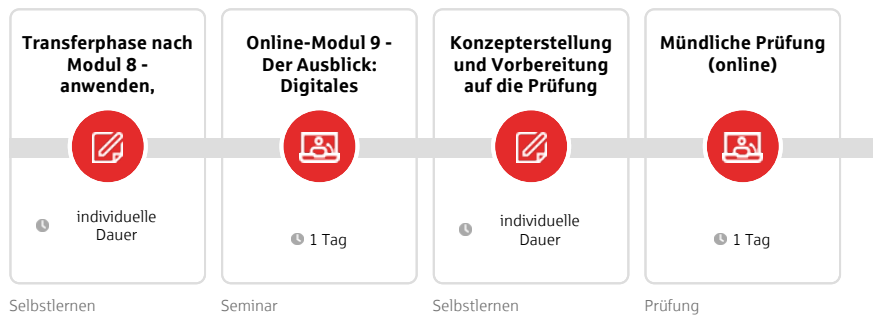 Transferphase nach
Modul 8 -
anwenden,
individuelle
Dauer
Selbstlernen
Online-Modul 9 -
Der Ausblick:
Digitales
1 Tag
Seminar
Konzepterstellung
und Vorbereitung
auf die Prüfung
individuelle
Dauer
Selbstlernen
Mündliche Prüfung
(online)
1 Tag
Prüfung